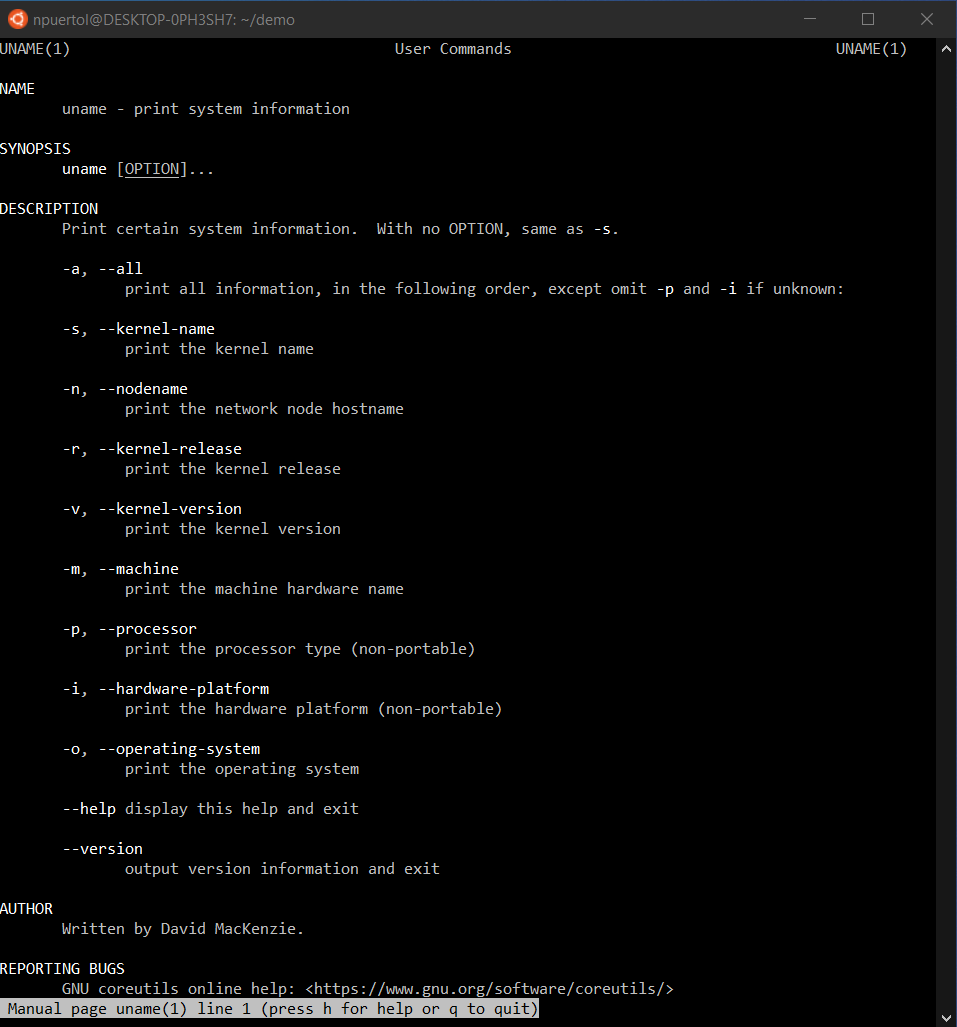 npuertol@DESKTOP-0PH3SH7: ~/demo
UNAME(1) User Commands UNAME(1)
NAME
uname - print system information
SYNOPSIS
uname [OPTION]...
DESCRIPTION
Print certain system information.  With no OPTION, same as -s.
-a, --all
print all information, in the following order, except omit -p and -i if unknown:
-s, --kernel-name
print the kernel name
-n, --nodename
print the network node hostname
-r, --kernel-release
print the kernel release
-v, --kernel-version
print the kernel version
-m, --machine
print the machine hardware name
-p, --processor
print the processor type (non-portable)
-i, --hardware-platform
print the hardware platform (non-portable)
-o, --operating-system
print the operating system
--help display this help and exit
--version
output version information and exit
AUTHOR
Written by David MacKenzie.
REPORTING BUGS
GNU coreutils online help: <https://www.gnu.org/software/coreutils/>
Manual page uname(1) line 1 (press h for help or q to quit)